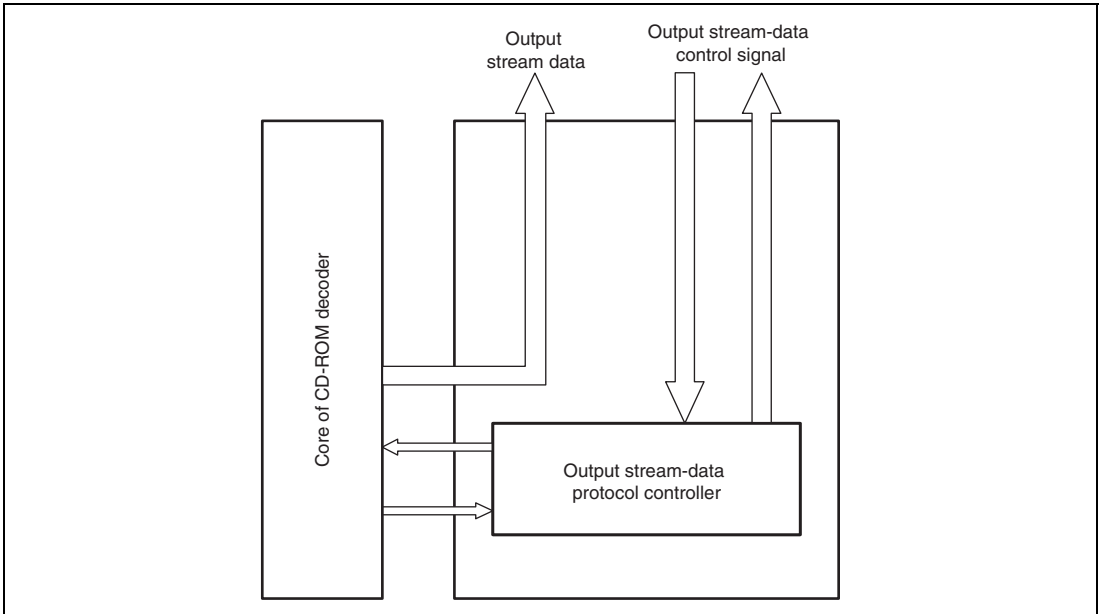 Output
stream data
Output stream-data
control signal
Core of CD-ROM decoder
Output stream-data
protocol controller